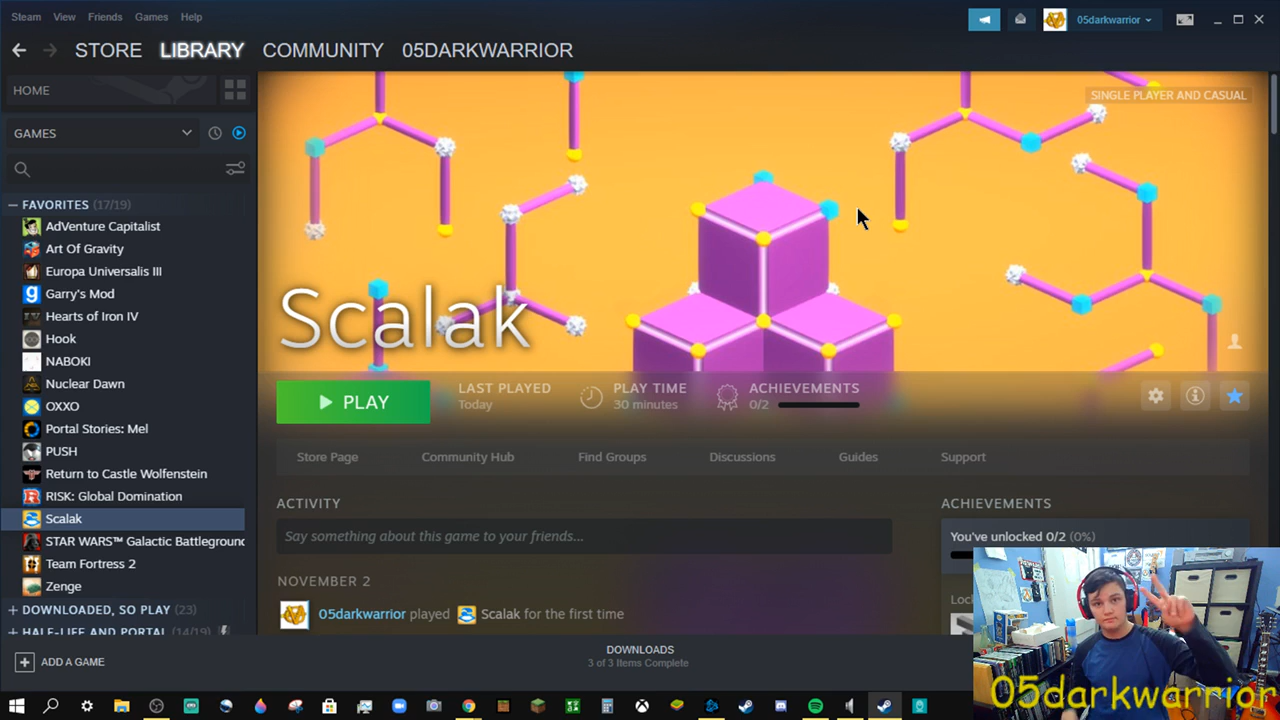 Steam View Friends Games Help
05darkwarrior
STORE LIBRARY COMMUNITY 05DARKWARRIOR
HOME
SINGLE PLAYER AND CASUAL
GAMES
FAVORITES (17/19)
AdVenture Capitalist
Art Of Gravity
Europa Universalis III
Garry's Mod
Hearts of Iron IV
Hook
NABOKI
Nuclear Dawn
OXXO
Portal Stories: Mel
PUSH
Return to Castle Wolfenstein
RISK: Global Domination
Scalak
STAR WARS™ Galactic Battleground
Team Fortress 2
Zenge
DOWNLOADED, SO PLAY (23)
HALF-LIFE AND PORTAL (14/19)
ADD A GAME
Scalak
PLAY
LAST PLAYED
Today
PLAY TIME
30 minutes
ACHIEVEMENTS
0/2
Store Page Community Hub Find Groups Discussions Guides Support
ACTIVITY
Say something about this game to your friends...
NOVEMBER 2
05darkwarrior played Scalak for the first time
ACHIEVEMENTS
You've unlocked 0/2 (0%)
DOWNLOADS
3 of 3 Items Complete
05darkwarrior